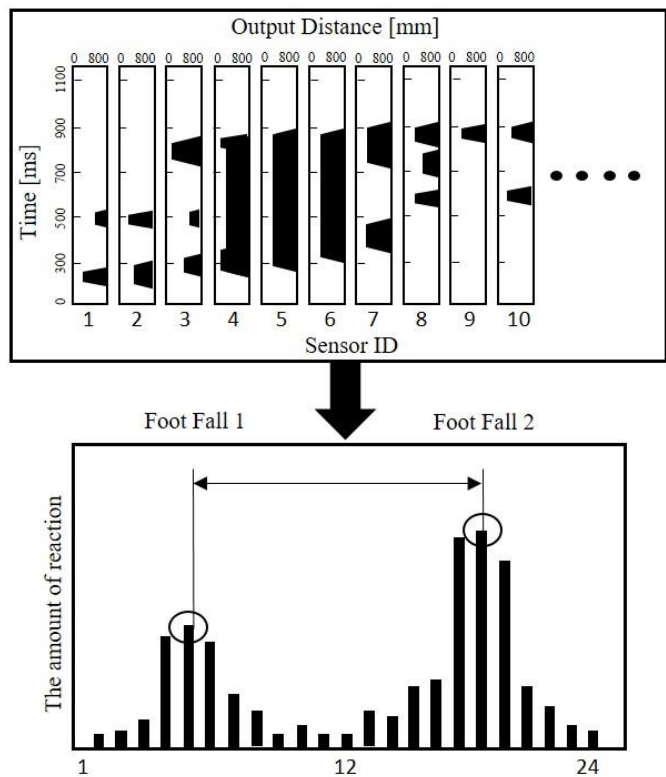 Output Distance [mm]
0 800 0 800 0 800 0 800 0 800 0 800 0 800 0 800 0 800 0 800
Time [ms]
1100
900
700
500
300
0
1 2 3 4 5 6 7 8 9 10
Sensor ID
Foot Fall 1 Foot Fall 2
The amount of reaction
1 12 24